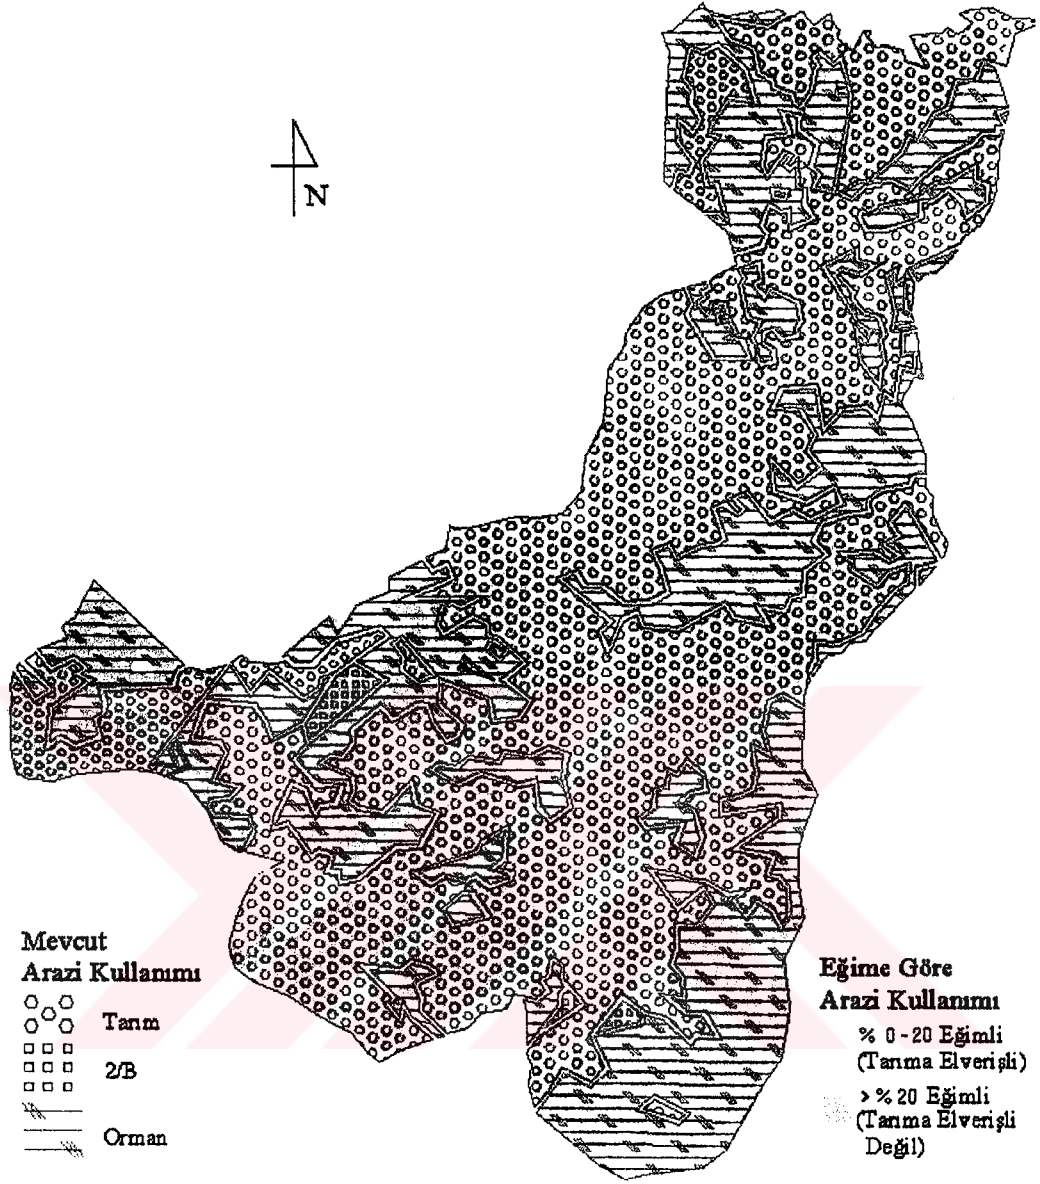 N
Mevcut
Arazi Kullanımı
Tarım
2/B
Orman
Eğime Göre
Arazi Kullanımı
% 0-20 Eğimli
(Tarıma Elverişli)
> % 20 Eğimli
(Tarıma Elverişli
Değil)